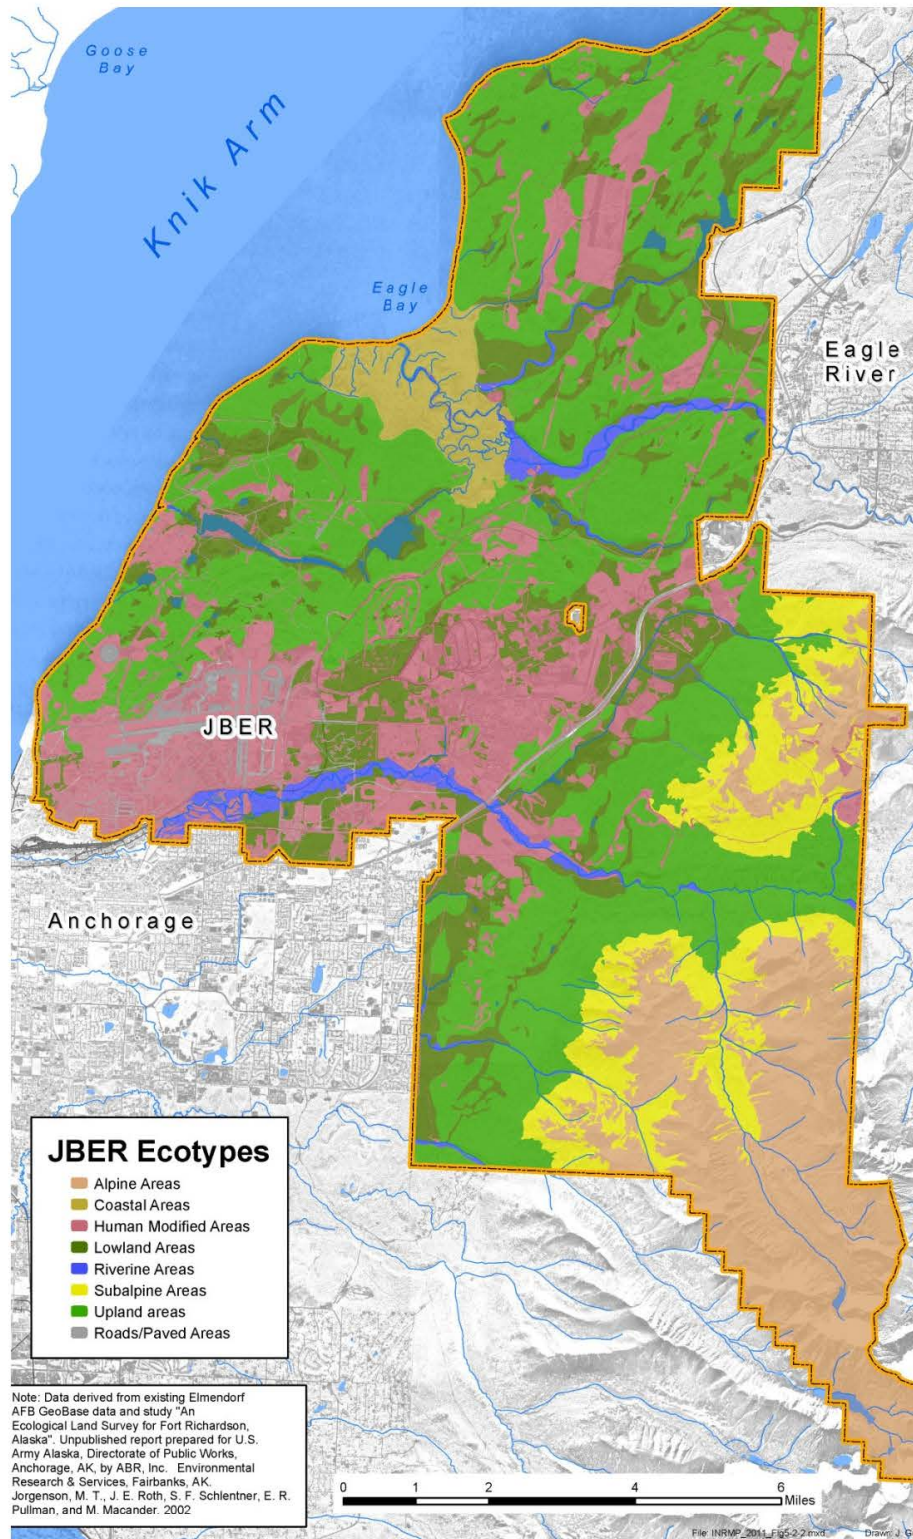 Goose
Bay
Knik Arm
Eagle
Bay
Eagle
River
JBER
Anchorage
JBER Ecotypes
Alpine Areas
Coastal Areas
Human Modified Areas
Lowland Areas
Riverine Areas
Subalpine Areas
Upland areas
Roads/Paved Areas
Note: Data derived from existing Elmendorf
AFB GeoBase data and study "An
Ecological Land Survey for Fort Richardson,
Alaska". Unpublished report prepared for U.S.
Army Alaska, Directorate of Public Works,
Anchorage, AK, by ABR, Inc. Environmental
Research & Services, Fairbanks, AK.
Jorgenson, M. T., J. E. Roth, S. F. Schlentner, E. R.
Pullman, and M. Macander. 2002
0 1 2 4 6
Miles
File: INRMP_2011_Fig5-2-2.mxd Drawn: J.